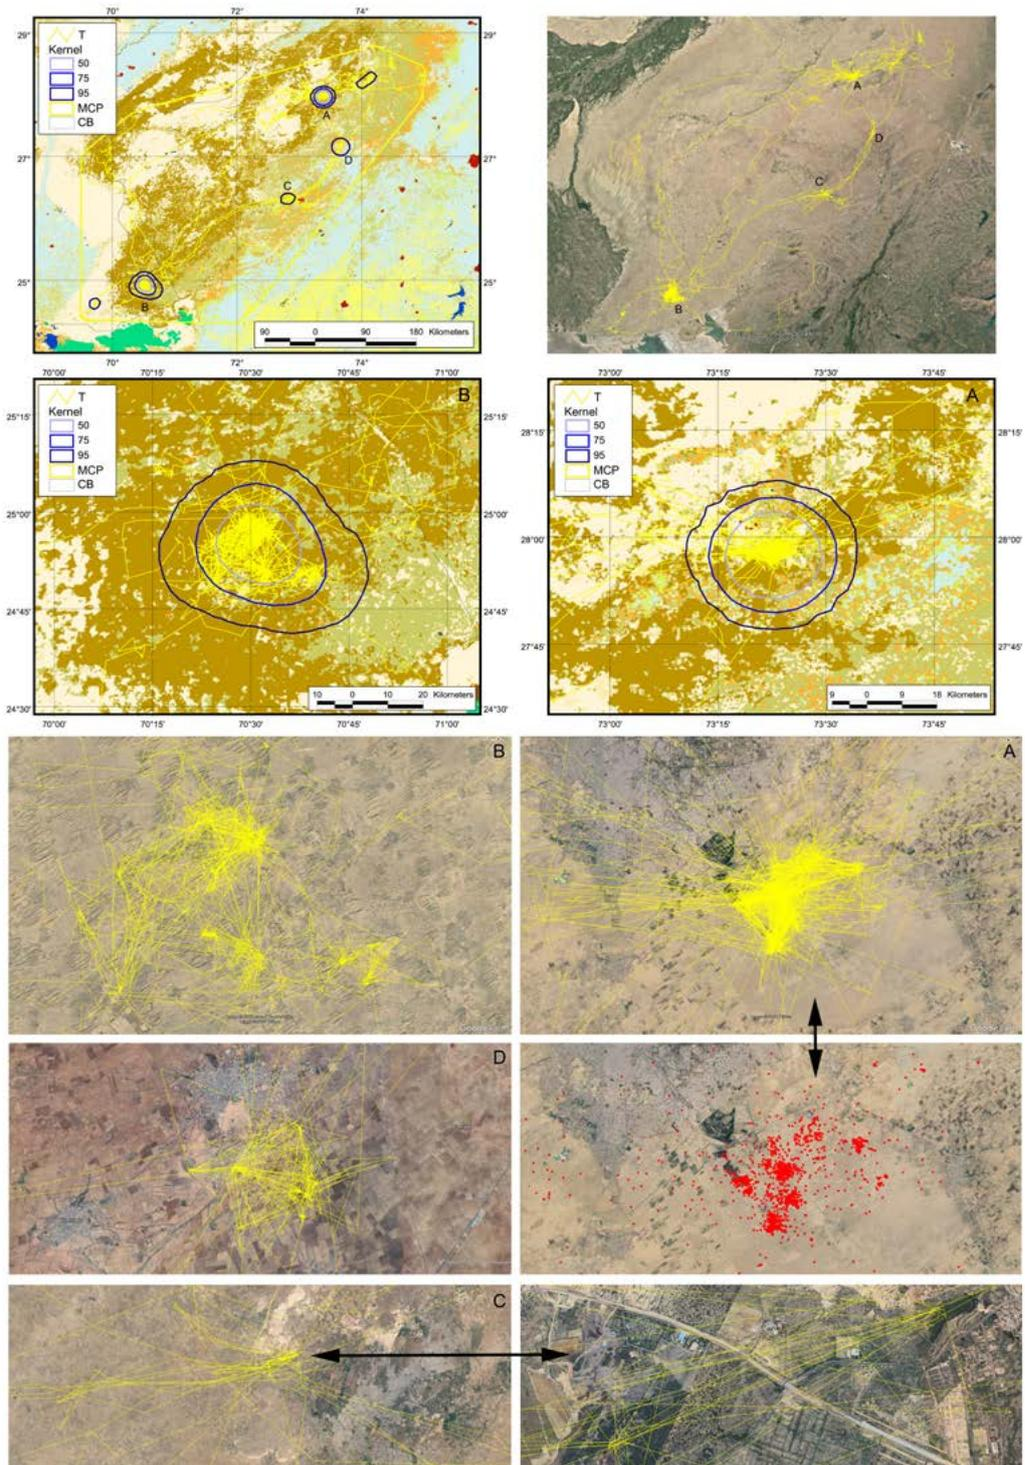 70° 72° 74°
29°
27°
25°
70° 72° 74°
T
Kernel
50
75
95
MCP
CB
A
D
C
B
90 0 90 180 Kilometers
A
D
C
B
70°00' 70°15' 70°30' 70°45' 71°00'
25°15'
25°00'
24°45'
24°30'
25°15'
25°00'
24°45'
24°30'
70°00' 70°15' 70°30' 70°45' 71°00'
T
Kernel
50
75
95
MCP
CB
B
10 0 10 20 Kilometers
73°00' 73°15' 73°30' 73°45'
28°15'
28°00'
27°45'
28°15'
28°00'
27°45'
73°00' 73°15' 73°30' 73°45'
T
Kernel
50
75
95
MCP
CB
A
9 0 9 18 Kilometers
B
A
D
C